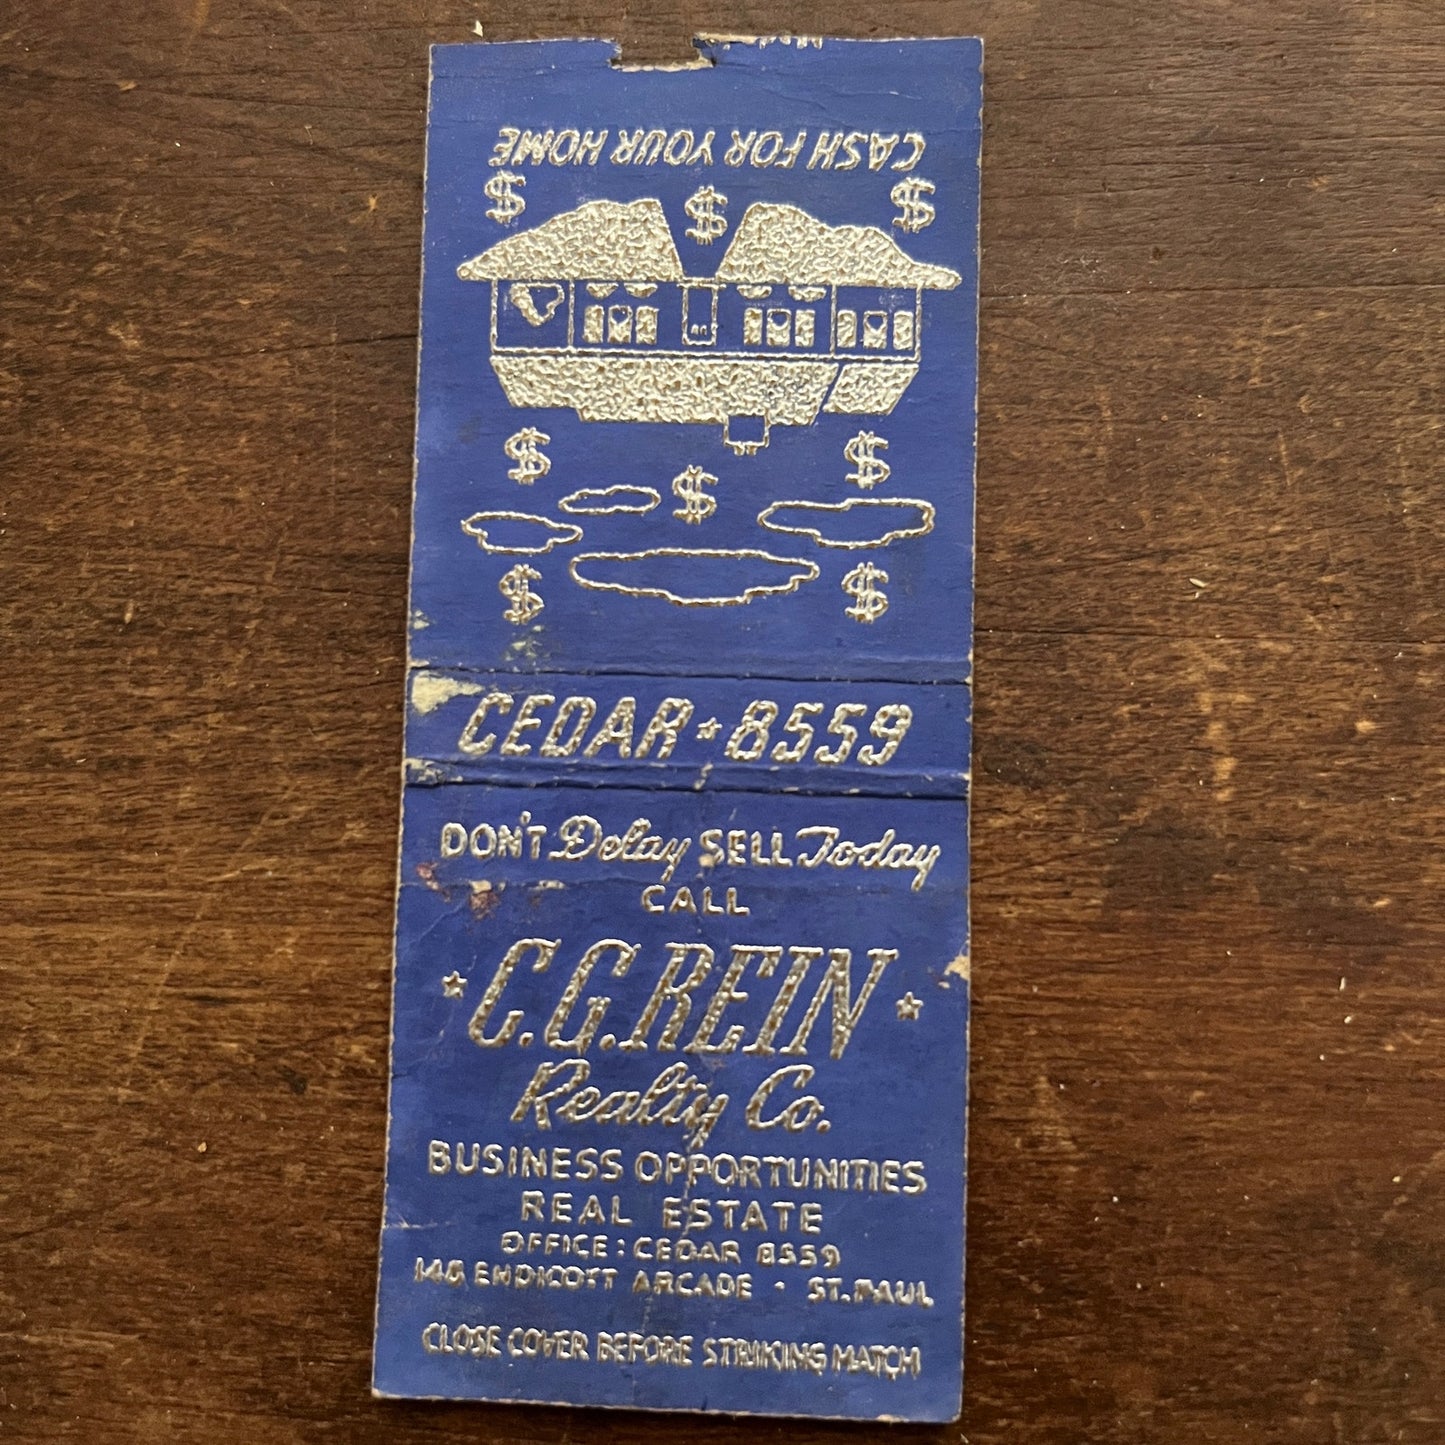 CASH FOR YOUR HOME
$ $ $
$ $
$
$ $
CEDAR ★ 8559
DON'T Delay SELL Today
CALL
★ C.G. REIN ★
Realty Co.
BUSINESS OPPORTUNITIES
REAL ESTATE
OFFICE: CEDAR 8559
ENDICOTT ARCADE · ST. PAUL
CLOSE COVER BEFORE STRIKING MATCH